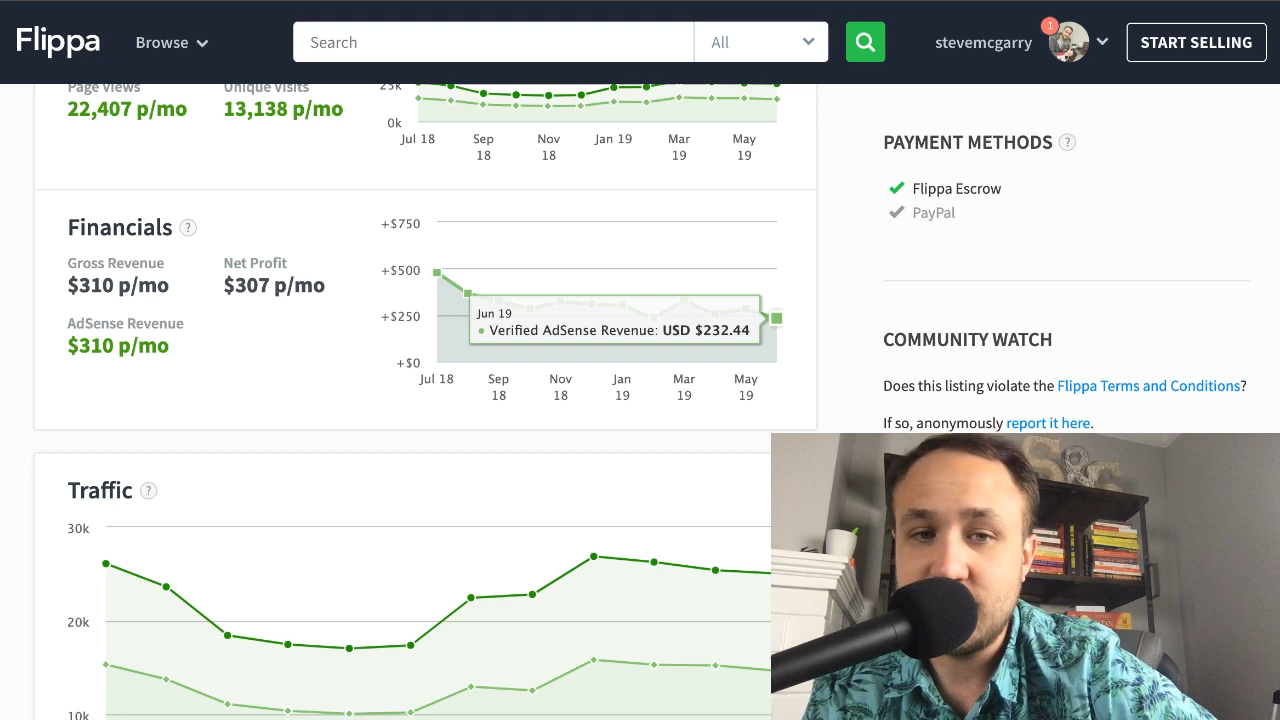 Flippa
Browse
Search
All
stevemcgarry
1
START SELLING
Page Views
Unique Visits
22,407 p/mo
13,138 p/mo
25k
0k
Jul 18
Sep
18
Nov
18
Jan 19
Mar
19
May
19
PAYMENT METHODS ?
Flippa Escrow
PayPal
Financials ?
Gross Revenue
Net Profit
$310 p/mo
$307 p/mo
AdSense Revenue
$310 p/mo
+$750
+$500
+$250
+$0
Jun 19
Verified AdSense Revenue: USD $232.44
Jul 18
Sep
18
Nov
18
Jan
19
Mar
19
May
19
COMMUNITY WATCH
Does this listing violate the Flippa Terms and Conditions?
If so, anonymously report it here.
Traffic ?
30k
20k
10k